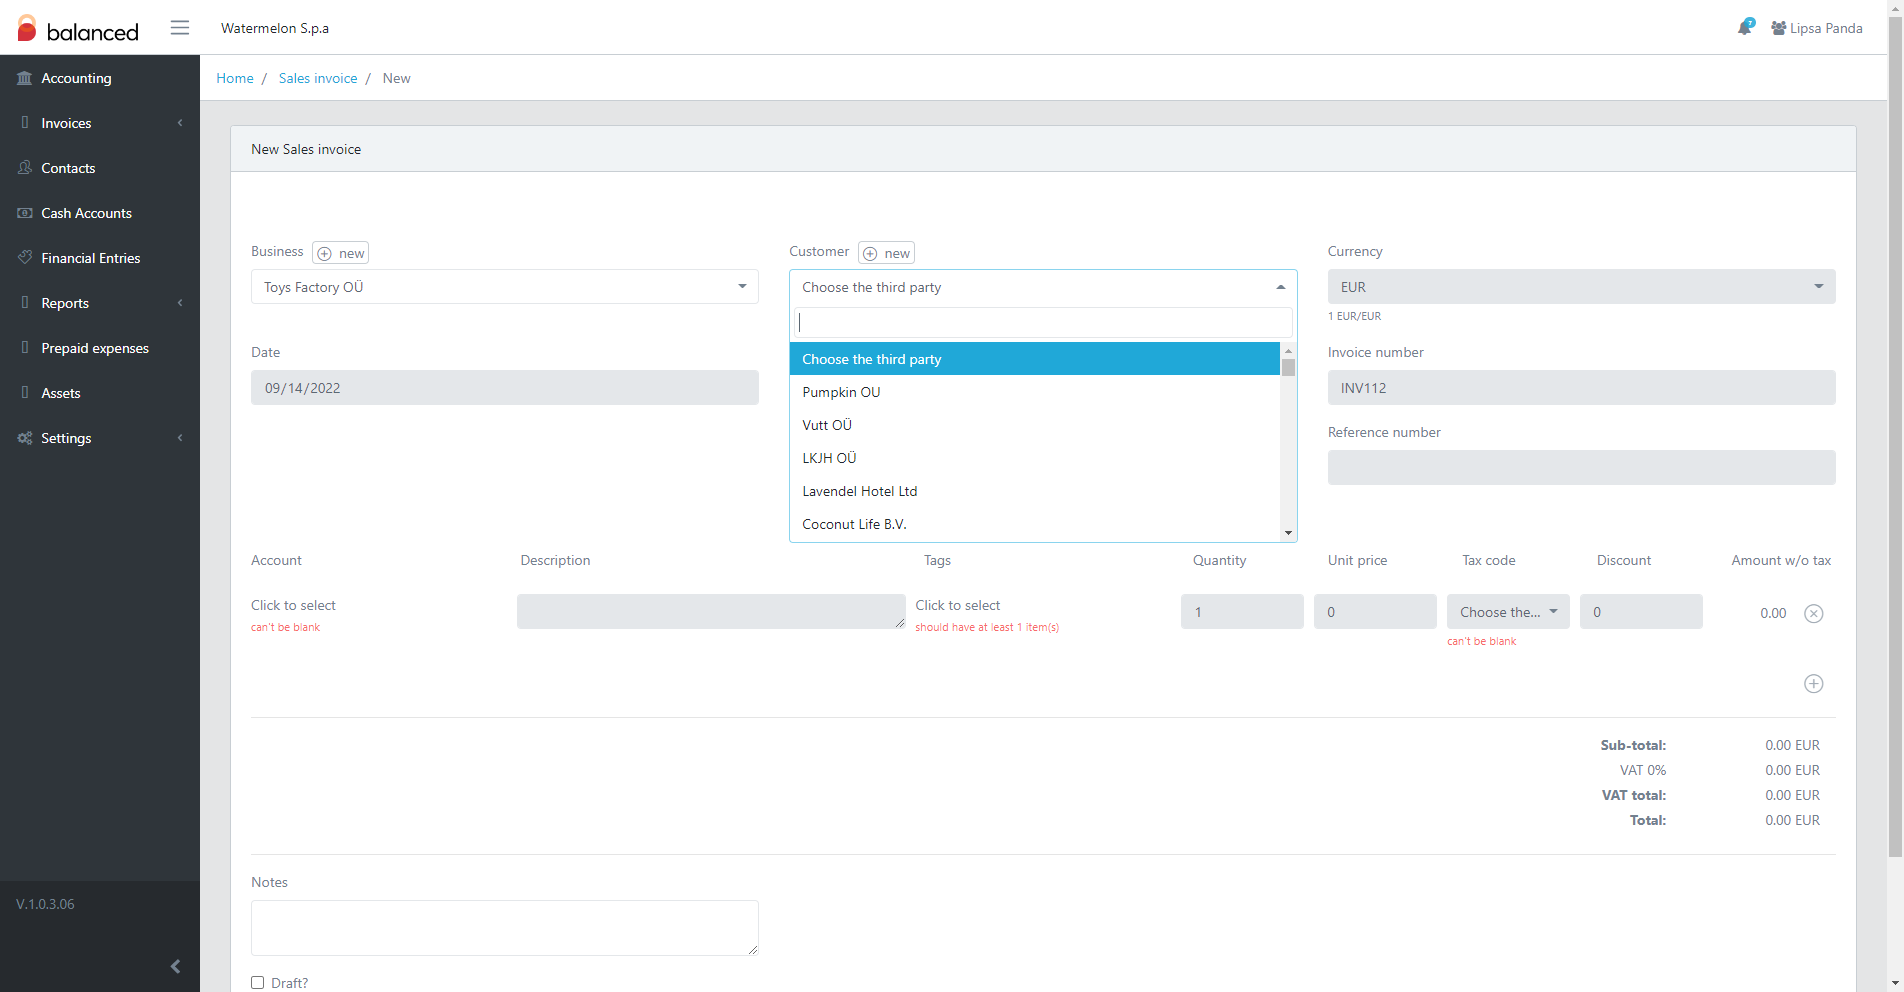 balanced
Watermelon S.p.a
7
Lipsa Panda
Accounting
Invoices
Contacts
Cash Accounts
Financial Entries
Reports
Prepaid expenses
Assets
Settings
V.1.0.3.06
Home / Sales invoice / New
New Sales invoice
Business new
Toys Factory OÜ
Customer new
Choose the third party
Choose the third party
Pumpkin OU
Vutt OÜ
LKJH OÜ
Lavendel Hotel Ltd
Coconut Life B.V.
Currency
EUR
1 EUR/EUR
Date
09/14/2022
Invoice number
INV112
Reference number
Account Description Tags Quantity Unit price Tax code Discount Amount w/o tax
Click to select Click to select 1 0 Choose the... 0 0.00
can't be blank should have at least 1 item(s) can't be blank
Sub-total: 0.00 EUR
VAT 0% 0.00 EUR
VAT total: 0.00 EUR
Total: 0.00 EUR
Notes
Draft?